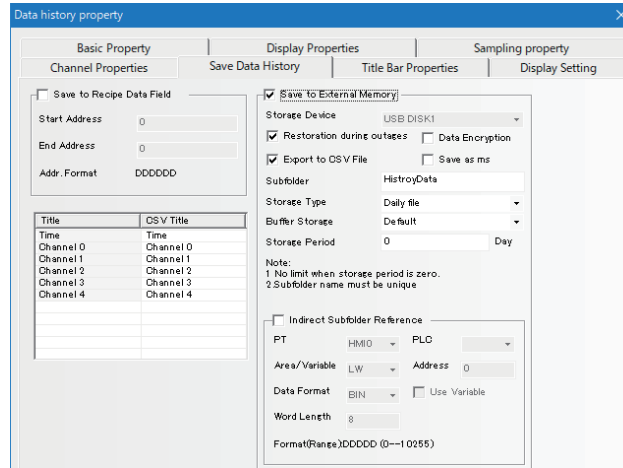 Data history property
Basic Property Display Properties Sampling property
Channel Properties Save Data History Title Bar Properties Display Setting
Save to Recipe Data Field
Start Address 0
End Address 0
Addr. Format DDDDDD
Title CSV Title
Time Time
Channel 0 Channel 0
Channel 1 Channel 1
Channel 2 Channel 2
Channel 3 Channel 3
Channel 4 Channel 4
Save to External Memory
Storage Device USB DISK1
Restoration during outages Data Encryption
Export to CSV File Save as ms
Subfolder HistroyData
Storage Type Daily file
Buffer Storage Default
Storage Period 0 Day
Note:
1 No limit when storage period is zero.
2.Subfolder name must be unique
Indirect Subfolder Reference
PT HMI0 PLC
Area/Variable LW Address 0
Data Format BIN Use Variable
Word Length 8
Format(Range):DDDDD (0--10255)